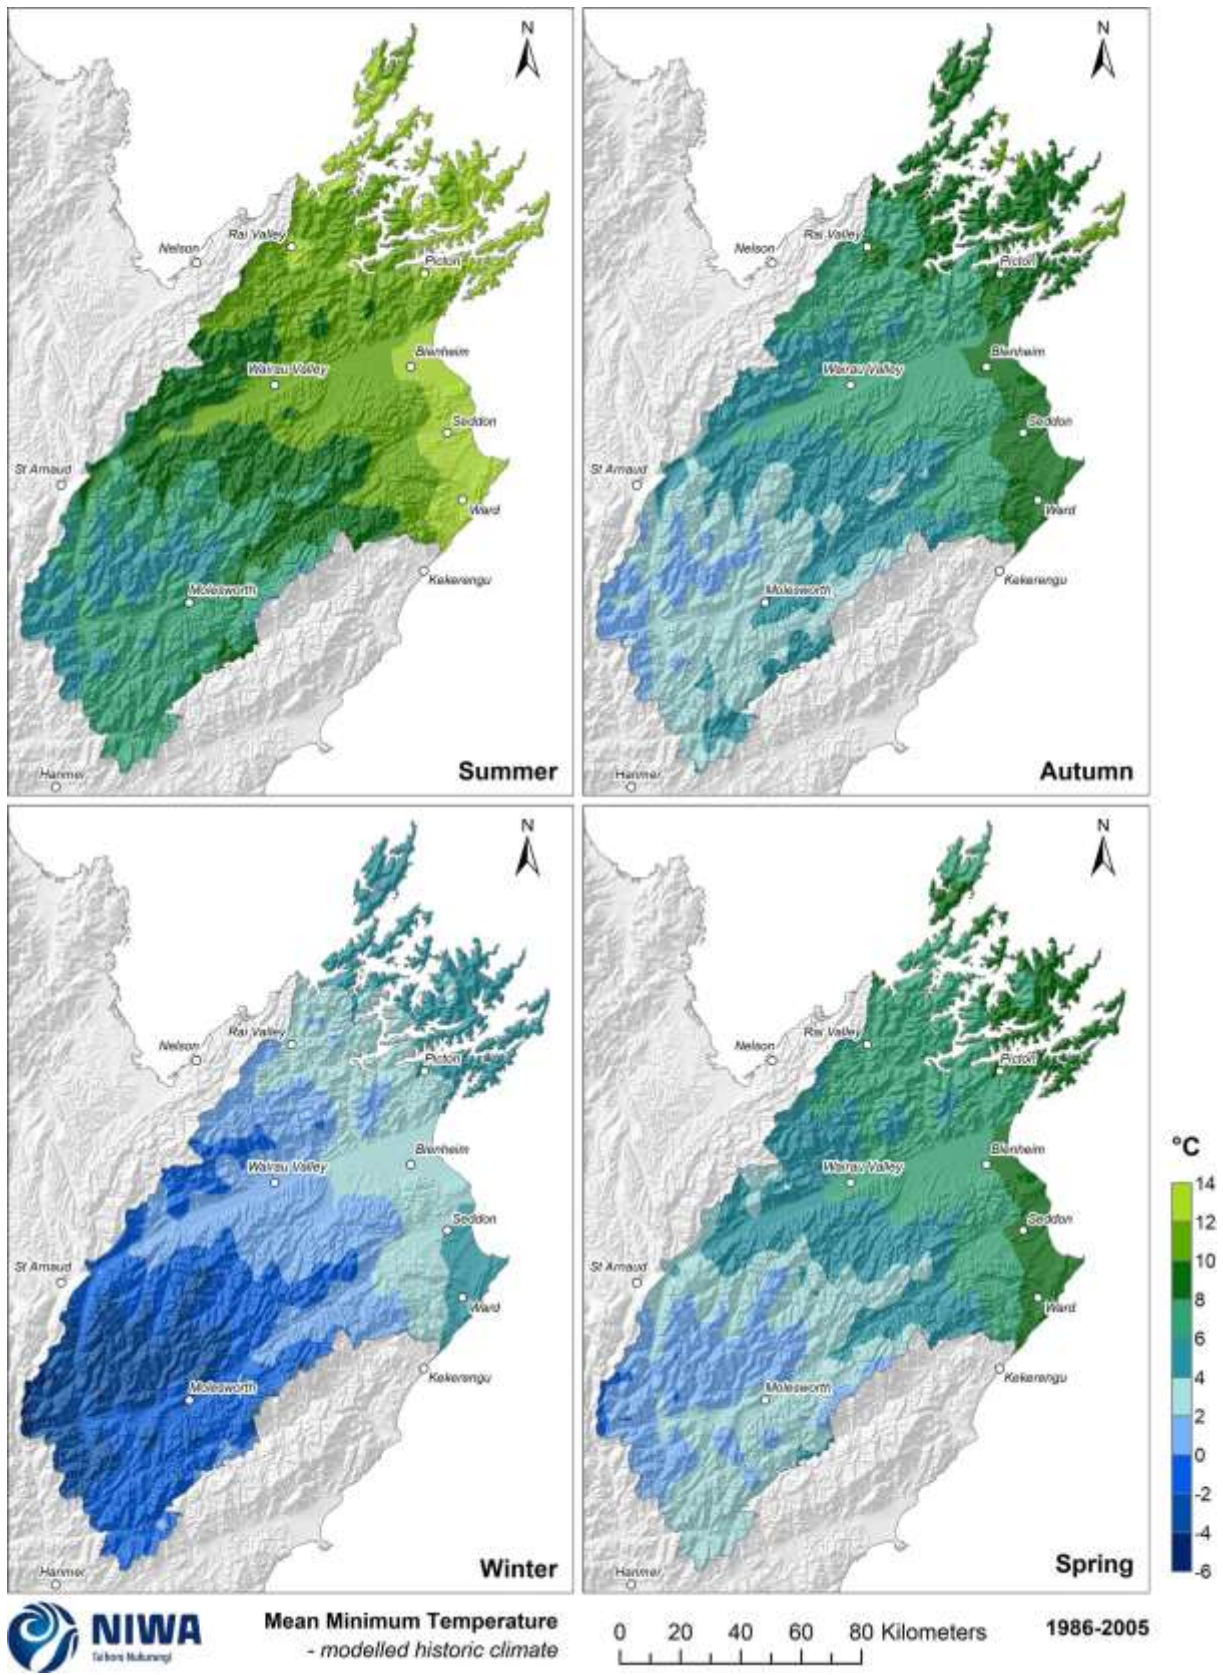 N
Nelson
Rai Valley
Picton
Wairau Valley
Blenheim
Seddon
St Arnaud
Ward
Kekerengu
Molesworth
Hanmer
Summer
N
Nelson
Rai Valley
Picton
Wairau Valley
Blenheim
Seddon
St Arnaud
Ward
Kekerengu
Molesworth
Hanmer
Autumn
N
Nelson
Rai Valley
Picton
Wairau Valley
Blenheim
Seddon
St Arnaud
Ward
Kekerengu
Molesworth
Hanmer
Winter
N
Nelson
Rai Valley
Picton
Wairau Valley
Blenheim
Seddon
St Arnaud
Ward
Kekerengu
Molesworth
Hanmer
Spring
°C
14
12
10
8
6
4
2
0
-2
-4
-6
NIWA
Taihoro Nukurangi
Mean Minimum Temperature
- modelled historic climate
0 20 40 60 80 Kilometers
1986-2005